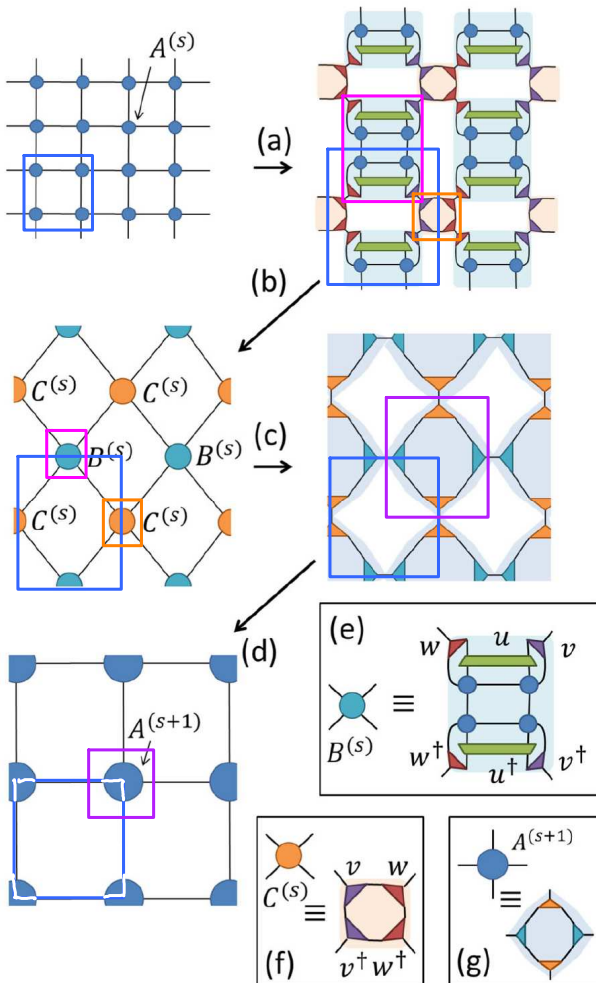 A^{(s)}
(a)
(b)
C^{(s)} C^{(s)}
B^{(s)} B^{(s)}
(c)
C^{(s)} C^{(s)}
(d)
A^{(s+1)}
(e)
w u v
B^{(s)} ≡
w^† u^† v^†
C^{(s)} ≡
v w
v^† w^†
(f)
A^{(s+1)}
≡
(g)